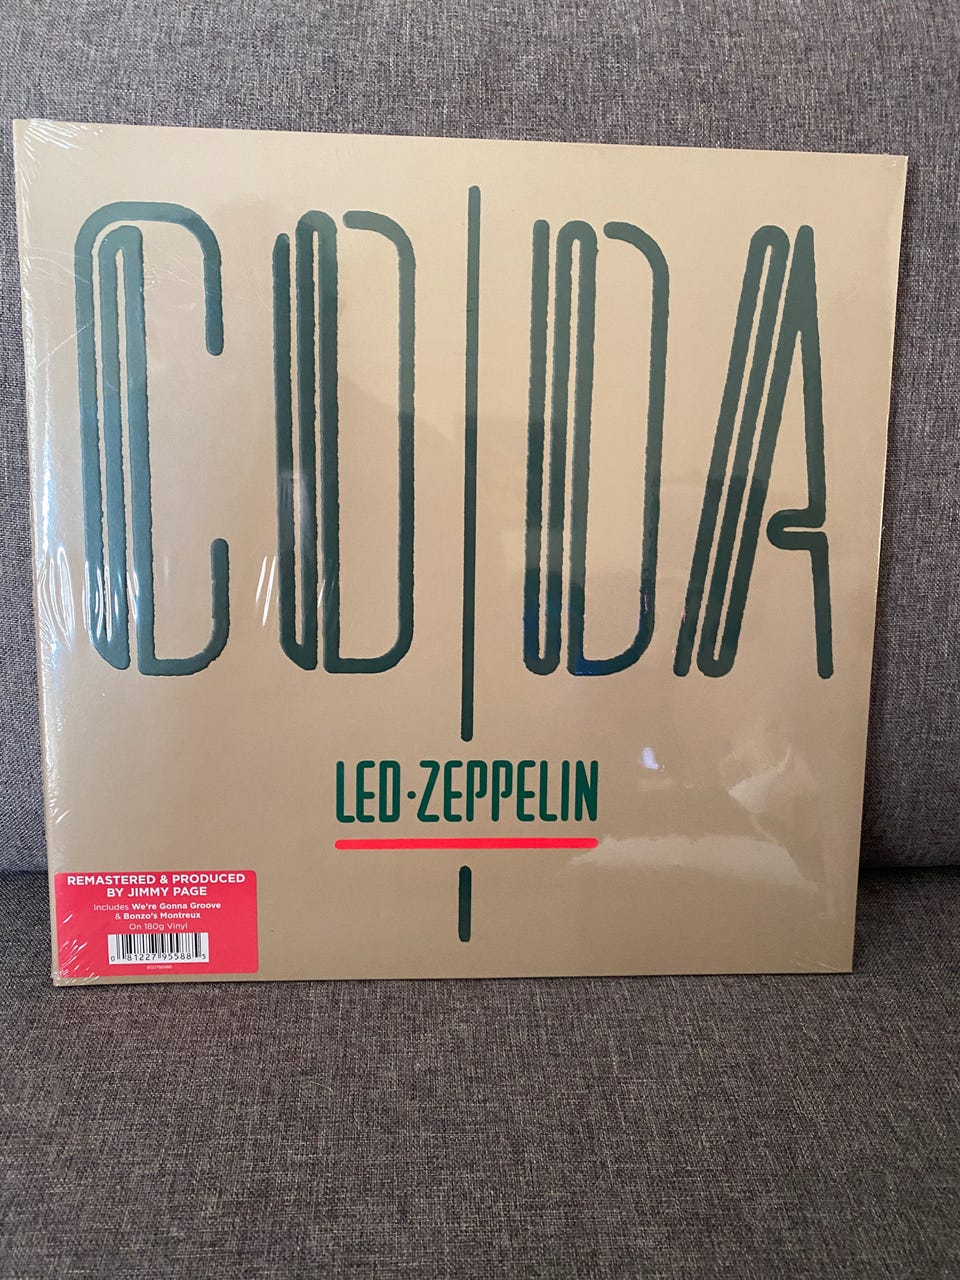 CODA
LED·ZEPPELIN
REMASTERED & PRODUCED
BY JIMMY PAGE
Includes We're Gonna Groove
& Bonzo's Montreux
On 180g Vinyl
0 81227 95588 5